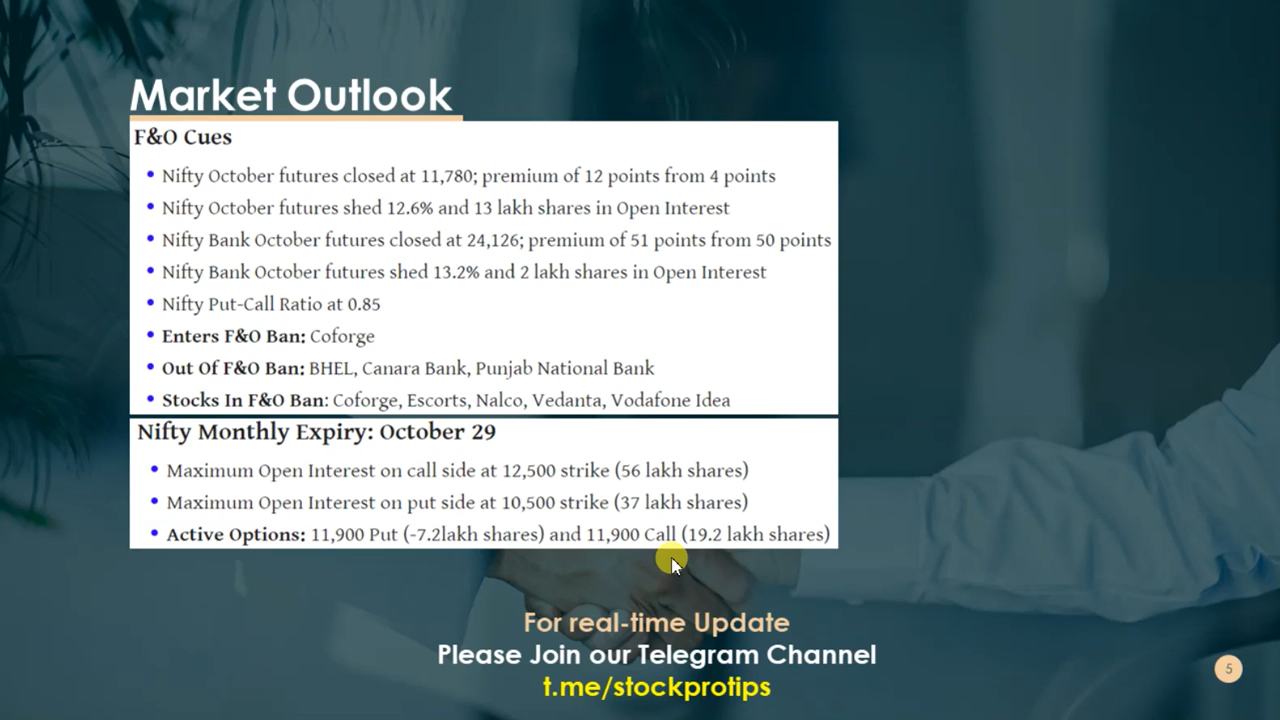 Market Outlook
F&O Cues
• Nifty October futures closed at 11,780; premium of 12 points from 4 points
• Nifty October futures shed 12.6% and 13 lakh shares in Open Interest
• Nifty Bank October futures closed at 24,126; premium of 51 points from 50 points
• Nifty Bank October futures shed 13.2% and 2 lakh shares in Open Interest
• Nifty Put-Call Ratio at 0.85
• Enters F&O Ban: Coforge
• Out Of F&O Ban: BHEL, Canara Bank, Punjab National Bank
• Stocks In F&O Ban: Coforge, Escorts, Nalco, Vedanta, Vodafone Idea
Nifty Monthly Expiry: October 29
• Maximum Open Interest on call side at 12,500 strike (56 lakh shares)
• Maximum Open Interest on put side at 10,500 strike (37 lakh shares)
• Active Options: 11,900 Put (-7.2lakh shares) and 11,900 Call (19.2 lakh shares)
For real-time Update
Please Join our Telegram Channel
t.me/stockprotips
5